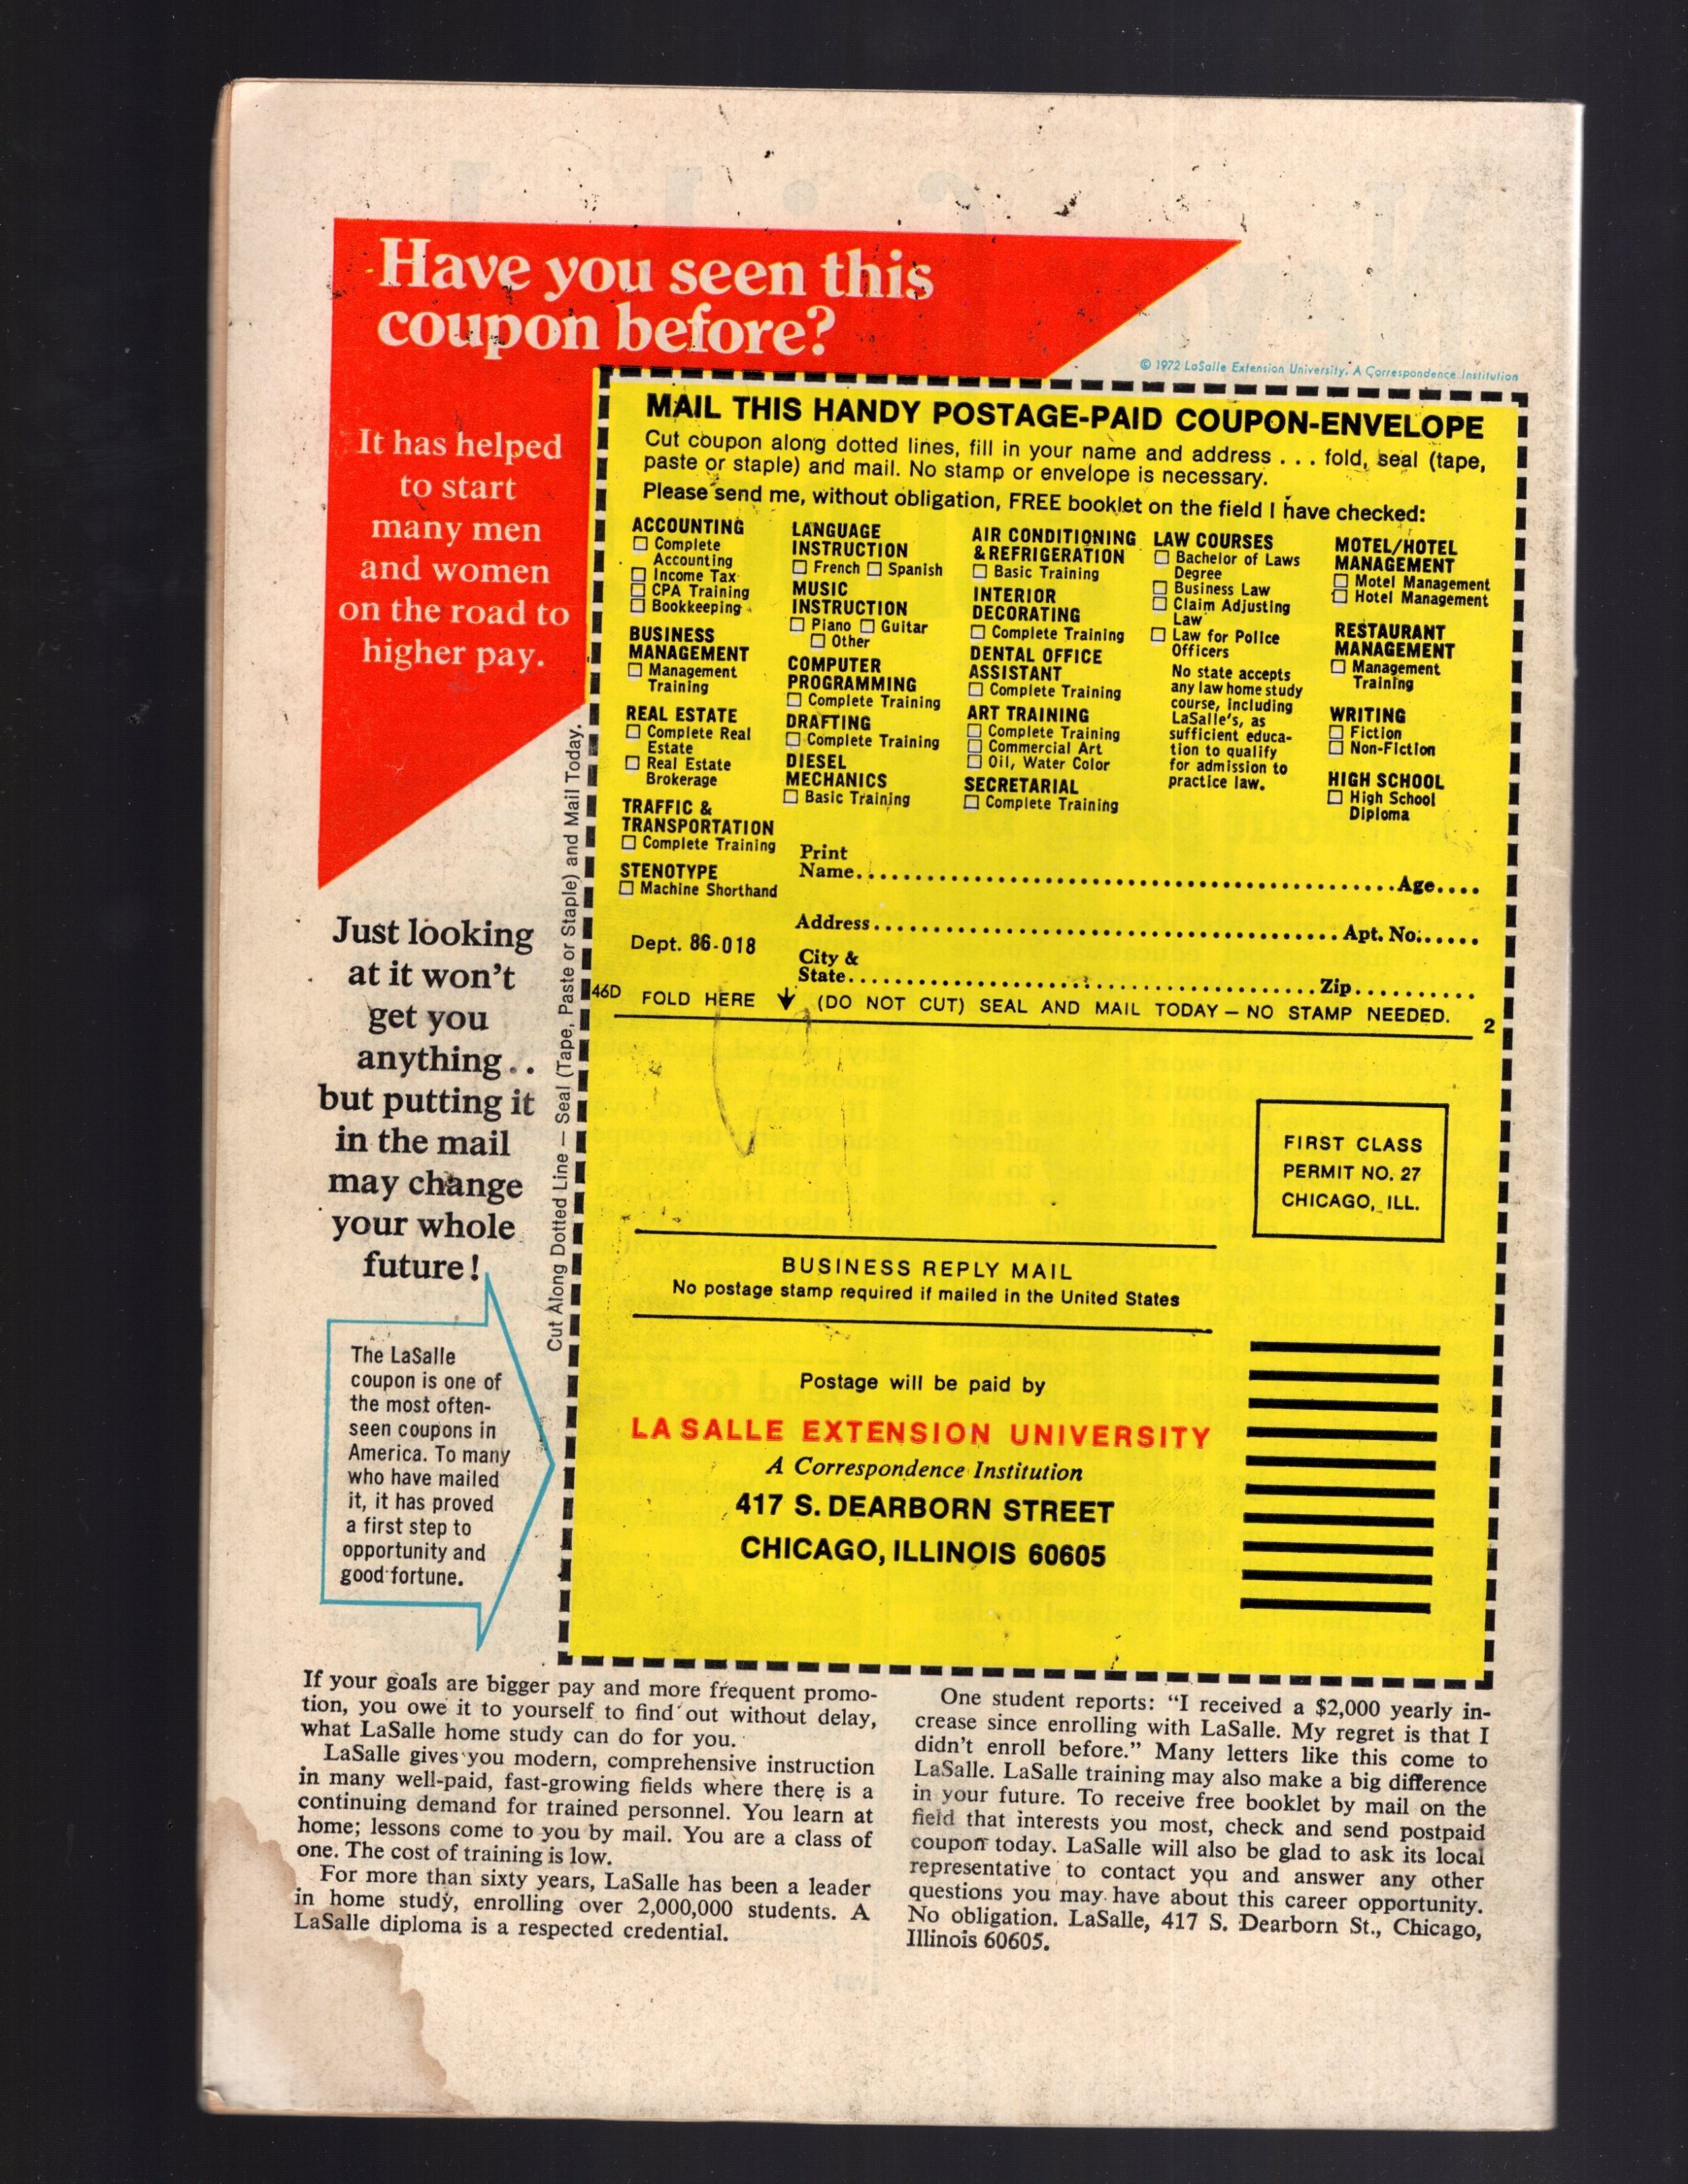 Have you seen this
coupon before?
© 1972 LaSalle Extension University, A Correspondence Institution
It has helped
to start
many men
and women
on the road to
higher pay.
Just looking
at it won't
get you
anything..
but putting it
in the mail
may change
your whole
future!
The LaSalle
coupon is one of
the most often-
seen coupons in
America. To many
who have mailed
it, it has proved
a first step to
opportunity and
good fortune.
Cut Along Dotted Line — Seal (Tape, Paste or Staple) and Mail Today.
MAIL THIS HANDY POSTAGE-PAID COUPON-ENVELOPE
Cut coupon along dotted lines, fill in your name and address . . . fold, seal (tape,
paste or staple) and mail. No stamp or envelope is necessary.
Please send me, without obligation, FREE booklet on the field I have checked:
ACCOUNTING
☐ Complete
Accounting
☐ Income Tax
☐ CPA Training
☐ Bookkeeping
BUSINESS
MANAGEMENT
☐ Management
Training
REAL ESTATE
☐ Complete Real
Estate
☐ Real Estate
Brokerage
TRAFFIC &
TRANSPORTATION
☐ Complete Training
STENOTYPE
☐ Machine Shorthand
LANGUAGE
INSTRUCTION
☐ French ☐ Spanish
MUSIC
INSTRUCTION
☐ Piano ☐ Guitar
☐ Other
COMPUTER
PROGRAMMING
☐ Complete Training
DRAFTING
☐ Complete Training
DIESEL
MECHANICS
☐ Basic Training
AIR CONDITIONING
& REFRIGERATION
☐ Basic Training
INTERIOR
DECORATING
☐ Complete Training
DENTAL OFFICE
ASSISTANT
☐ Complete Training
ART TRAINING
☐ Complete Training
☐ Commercial Art
☐ Oil, Water Color
SECRETARIAL
☐ Complete Training
LAW COURSES
☐ Bachelor of Laws
Degree
☐ Business Law
☐ Claim Adjusting
Law
☐ Law for Police
Officers
No state accepts
any law home study
course, including
LaSalle's, as
sufficient educa-
tion to qualify
for admission to
practice law.
MOTEL/HOTEL
MANAGEMENT
☐ Motel Management
☐ Hotel Management
RESTAURANT
MANAGEMENT
☐ Management
Training
WRITING
☐ Fiction
☐ Non-Fiction
HIGH SCHOOL
☐ High School
Diploma
Print
Name..........Age....
Address..........Apt. No.......
Dept. 86-018
City &
State..........Zip..........
46D FOLD HERE ↓ (DO NOT CUT) SEAL AND MAIL TODAY — NO STAMP NEEDED. 2
FIRST CLASS
PERMIT NO. 27
CHICAGO, ILL.
BUSINESS REPLY MAIL
No postage stamp required if mailed in the United States
Postage will be paid by
LASALLE EXTENSION UNIVERSITY
A Correspondence Institution
417 S. DEARBORN STREET
CHICAGO, ILLINOIS 60605
If your goals are bigger pay and more frequent promo-
tion, you owe it to yourself to find out without delay,
what LaSalle home study can do for you.
LaSalle gives you modern, comprehensive instruction
in many well-paid, fast-growing fields where there is a
continuing demand for trained personnel. You learn at
home; lessons come to you by mail. You are a class of
one. The cost of training is low.
For more than sixty years, LaSalle has been a leader
in home study, enrolling over 2,000,000 students. A
LaSalle diploma is a respected credential.
One student reports: "I received a $2,000 yearly in-
crease since enrolling with LaSalle. My regret is that I
didn't enroll before." Many letters like this come to
LaSalle. LaSalle training may also make a big difference
in your future. To receive free booklet by mail on the
field that interests you most, check and send postpaid
coupon today. LaSalle will also be glad to ask its local
representative to contact you and answer any other
questions you may have about this career opportunity.
No obligation. LaSalle, 417 S. Dearborn St., Chicago,
Illinois 60605.